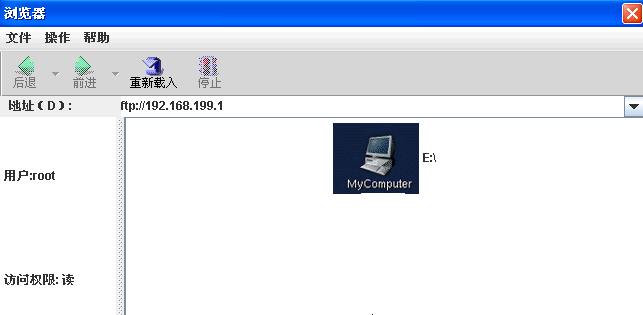 浏览器
文件 操作 帮助
后退 前进 重新载入 停止
地址（D）: ftp://192.168.199.1
MyComputer E:\
用户:root
访问权限: 读